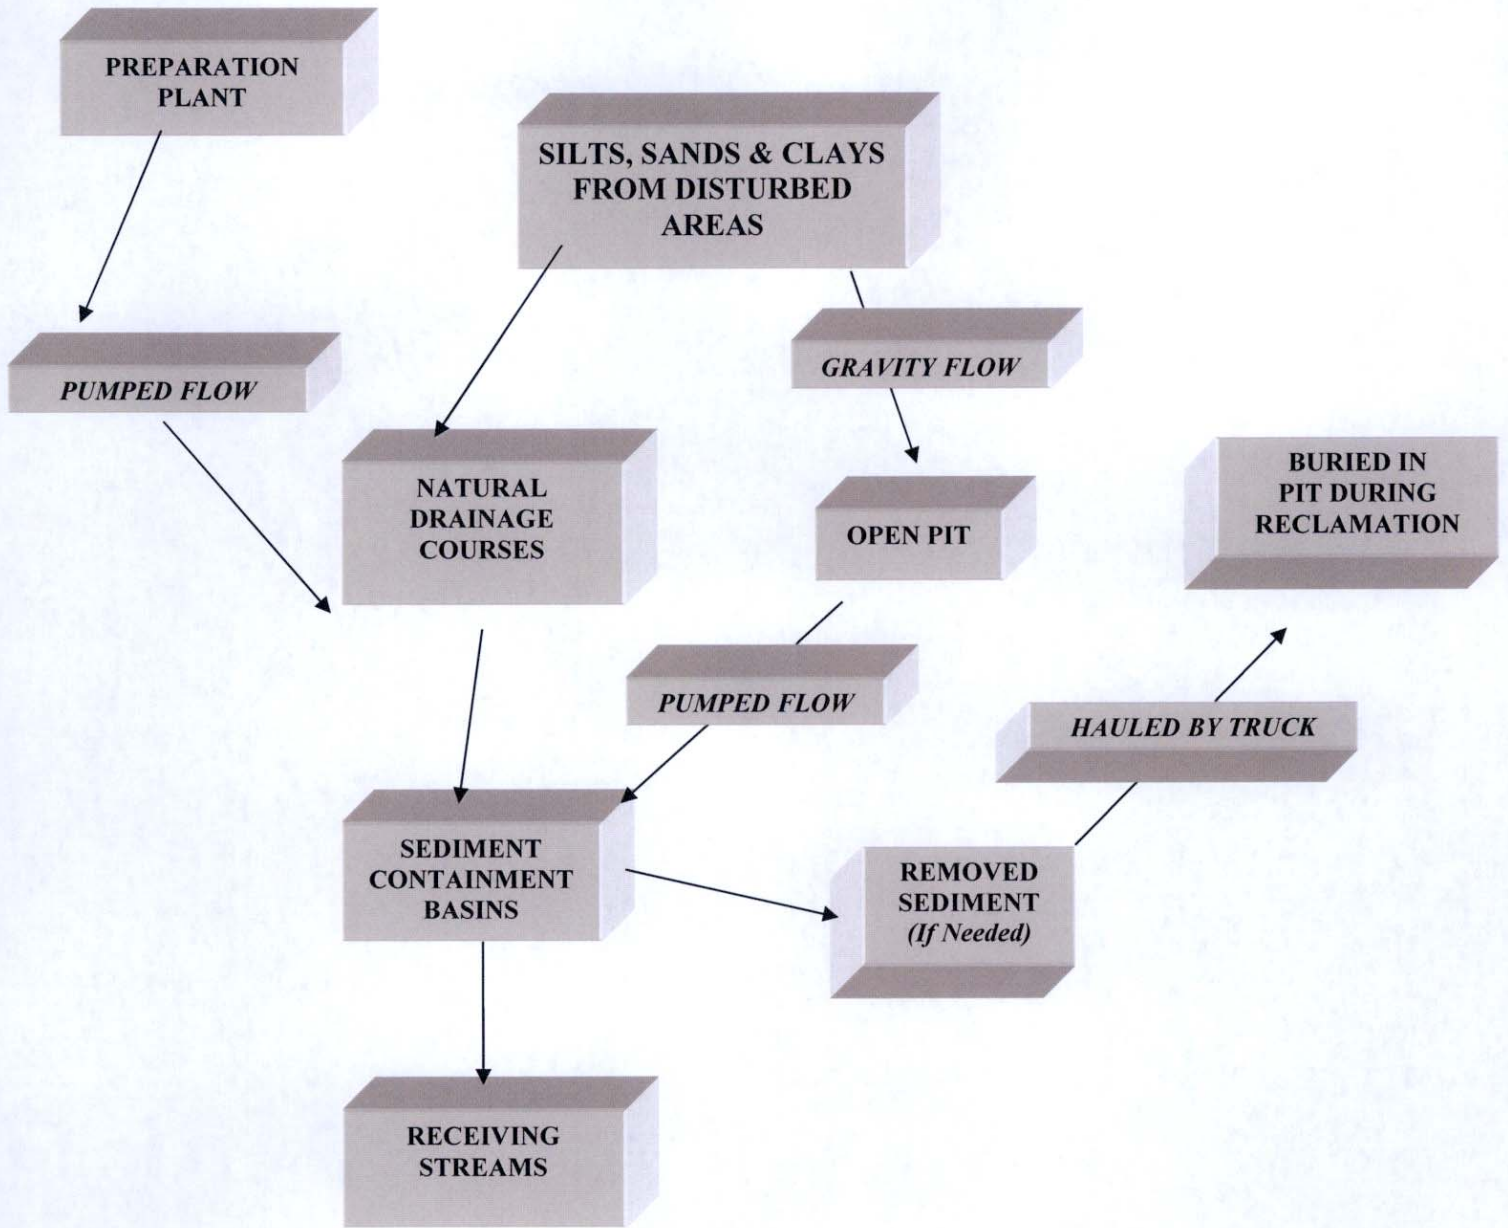 PREPARATION
PLANT
SILTS, SANDS & CLAYS
FROM DISTURBED
AREAS
PUMPED FLOW
GRAVITY FLOW
NATURAL
DRAINAGE
COURSES
OPEN PIT
BURIED IN
PIT DURING
RECLAMATION
PUMPED FLOW
HAULED BY TRUCK
SEDIMENT
CONTAINMENT
BASINS
REMOVED
SEDIMENT
(If Needed)
RECEIVING
STREAMS